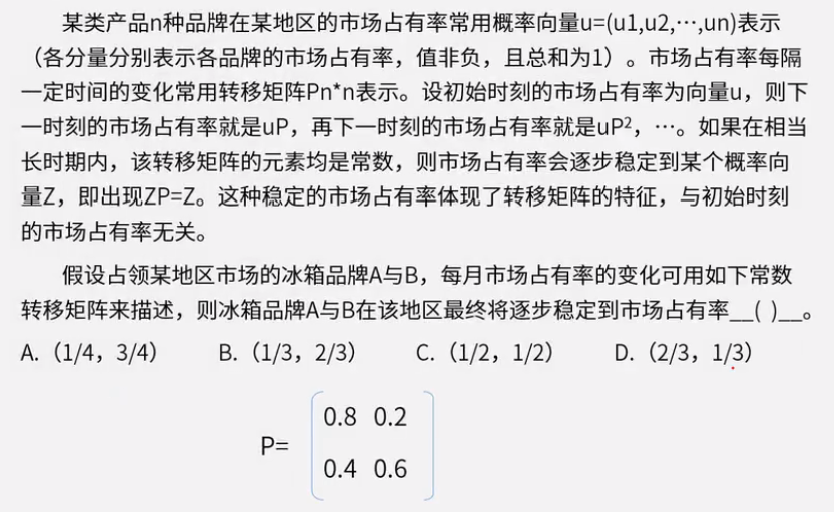 某类产品n种品牌在某地区的市场占有率常用概率向量u=(u1,u2,⋯,un)表示
（各分量分别表示各品牌的市场占有率，值非负，且总和为1）。市场占有率每隔
一定时间的变化常用转移矩阵Pn*n表示。设初始时刻的市场占有率为向量u，则下
一时刻的市场占有率就是uP，再下一时刻的市场占有率就是uP²，⋯。如果在相当
长时期内，该转移矩阵的元素均是常数，则市场占有率会逐步稳定到某个概率向
量Z，即出现ZP=Z。这种稳定的市场占有率体现了转移矩阵的特征，与初始时刻
的市场占有率无关。
假设占领某地区市场的冰箱品牌A与B，每月市场占有率的变化可用如下常数
转移矩阵来描述，则冰箱品牌A与B在该地区最终将逐步稳定到市场占有率__( )__。
A.（1/4，3/4） B.（1/3，2/3） C.（1/2，1/2） D.（2/3，1/3）
0.8 0.2
P=
0.4 0.6